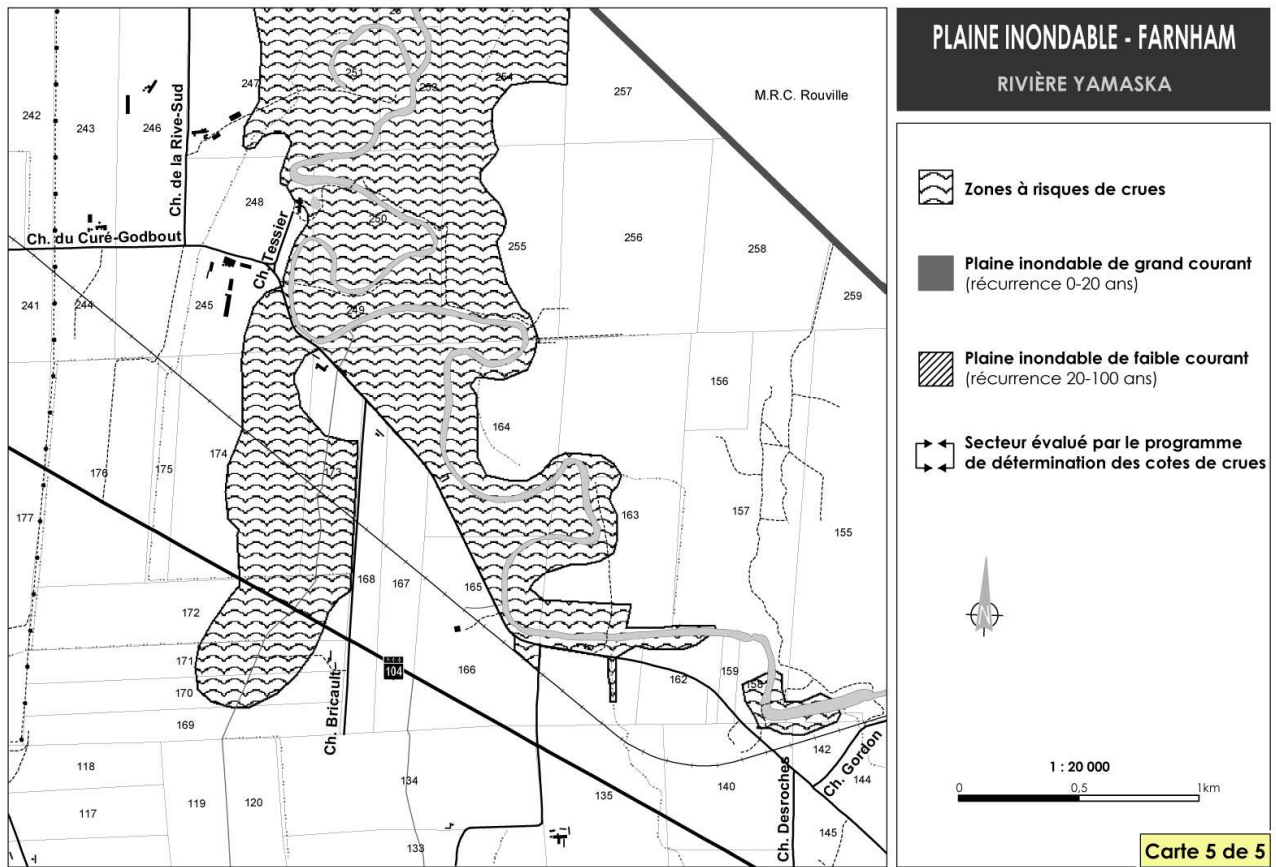 PLAINE INONDABLE - FARNHAM
RIVIÈRE YAMASKA
Zones à risques de crues
Plaine inondable de grand courant
(récurrence 0-20 ans)
Plaine inondable de faible courant
(récurrence 20-100 ans)
Secteur évalué par le programme
de détermination des cotes de crues
N
1 : 20 000
0
0,5
1km
Carte 5 de 5
M.R.C. Rouville
Ch. de la Rive-Sud
Ch. du Curé-Godbout
Ch. Tessier
Ch. Bricault
Ch. Desroches
Ch. Gordon
104
251
253
254
247
257
242
243
246
248
250
255
256
258
259
241
244
245
249
156
164
174
173
176
175
177
163
157
155
168
167
165
172
171
170
169
166
162
159
158
142
144
118
117
119
120
134
133
135
140
145